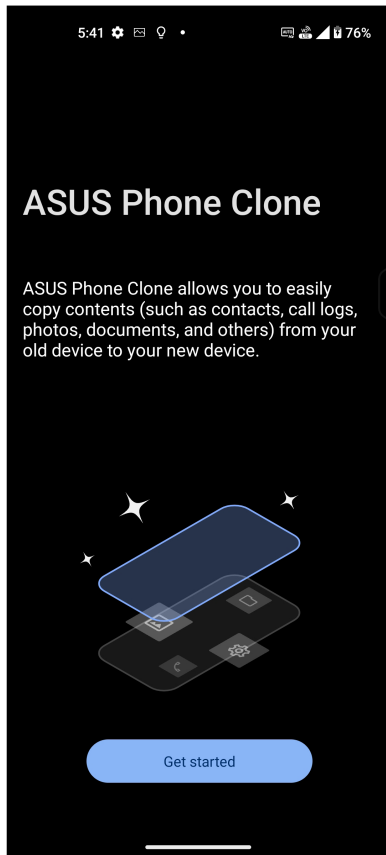 5:41 76%
ASUS Phone Clone
ASUS Phone Clone allows you to easily
copy contents (such as contacts, call logs,
photos, documents, and others) from your
old device to your new device.
Get started